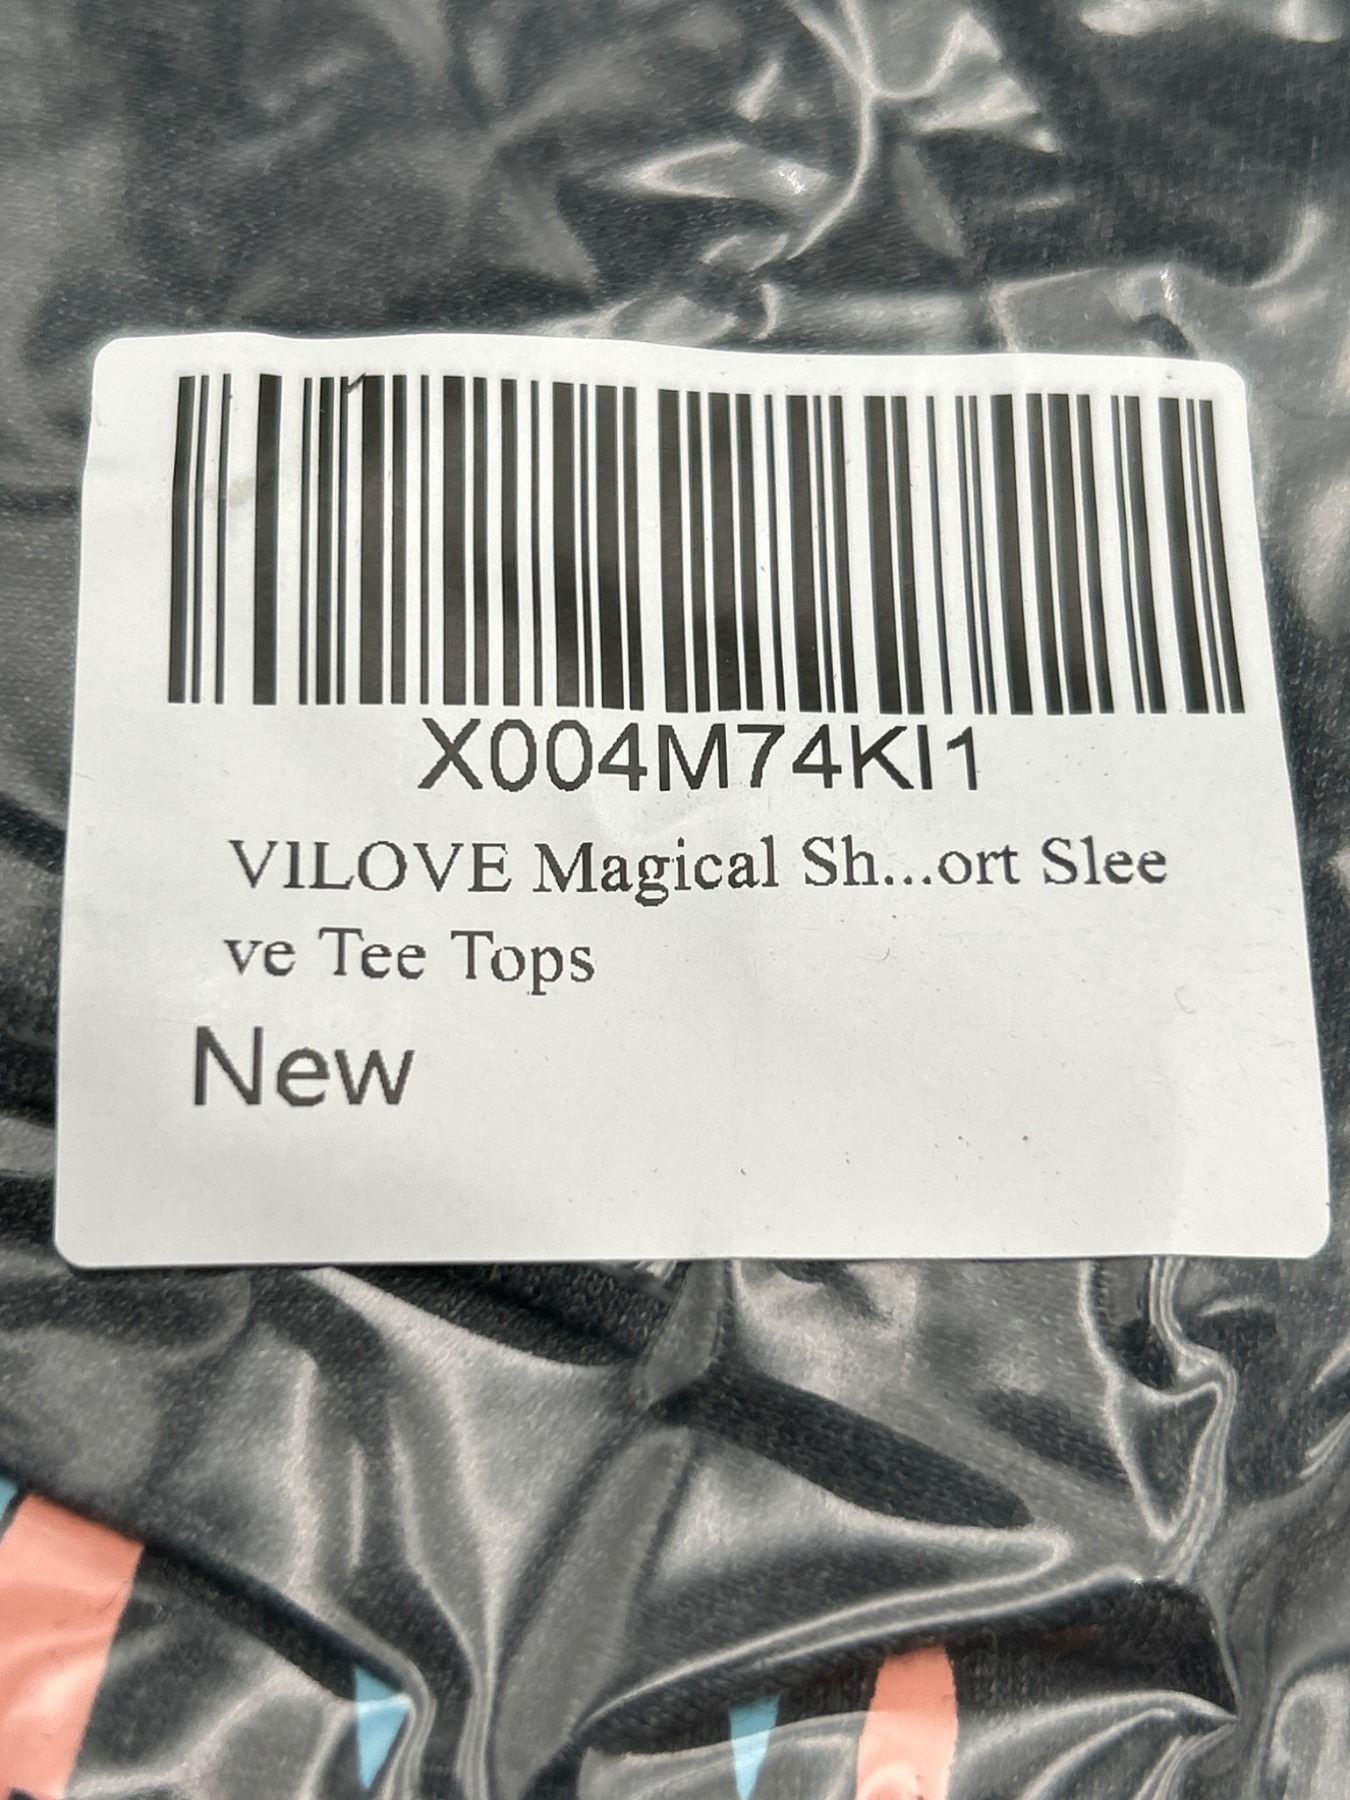 X004M74KI1
VILOVE Magical Sh...ort Slee
ve Tee Tops
New